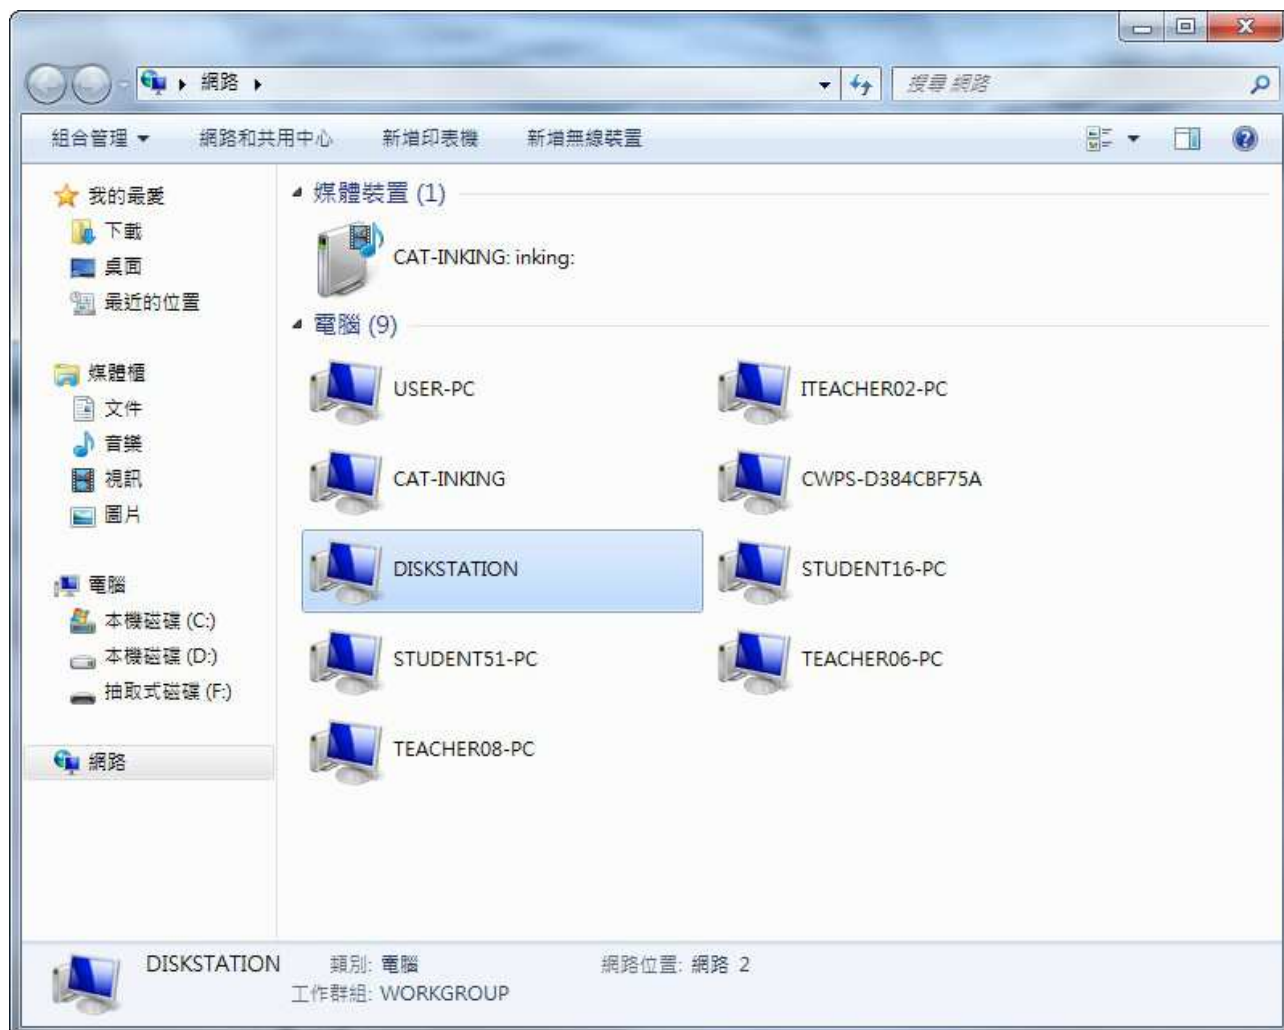 網路
搜尋 網路
組合管理 網路和共用中心 新增印表機 新增無線裝置
我的最愛
下載
桌面
最近的位置
媒體櫃
文件
音樂
視訊
圖片
電腦
本機磁碟 (C:)
本機磁碟 (D:)
抽取式磁碟 (F:)
網路
媒體裝置 (1)
CAT-INKING: inking:
電腦 (9)
USER-PC ITEACHER02-PC
CAT-INKING CWPS-D384CBF75A
DISKSTATION STUDENT16-PC
STUDENT51-PC TEACHER06-PC
TEACHER08-PC
DISKSTATION 類別: 電腦 網路位置: 網路 2
工作群組: WORKGROUP